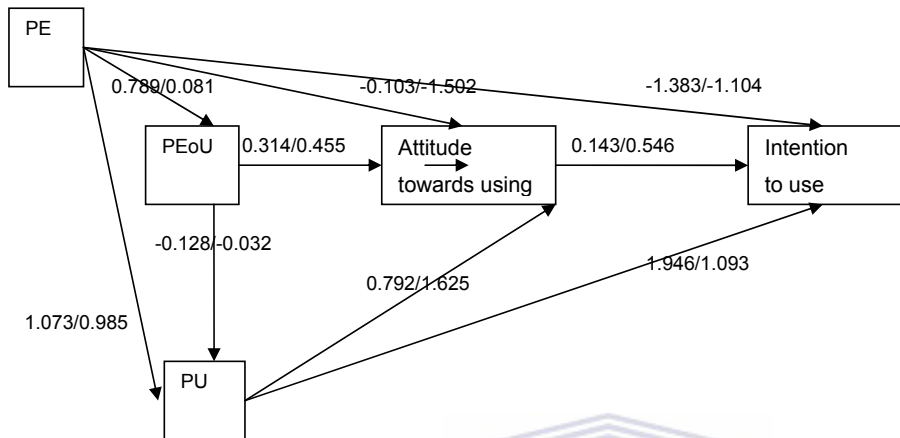 PE
0.789/0.081
-0.103/-1.502
-1.383/-1.104
PEoU
0.314/0.455
Attitude
towards using
0.143/0.546
Intention
to use
-0.128/-0.032
0.792/1.625
1.946/1.093
1.073/0.985
PU